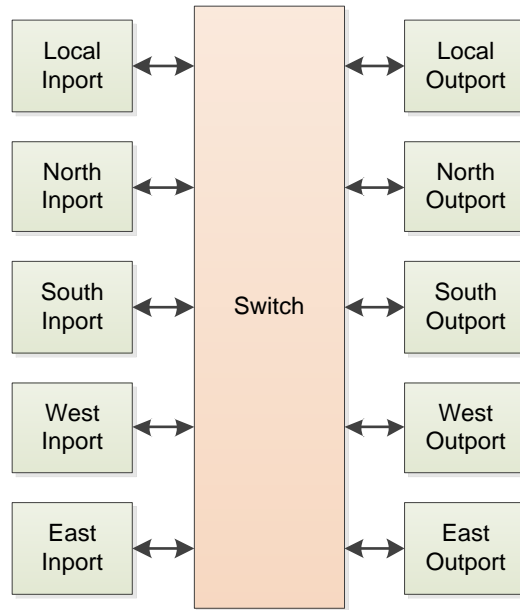 Local
Inport
North
Inport
South
Inport
West
Inport
East
Inport
Switch
Local
Outport
North
Outport
South
Outport
West
Outport
East
Outport